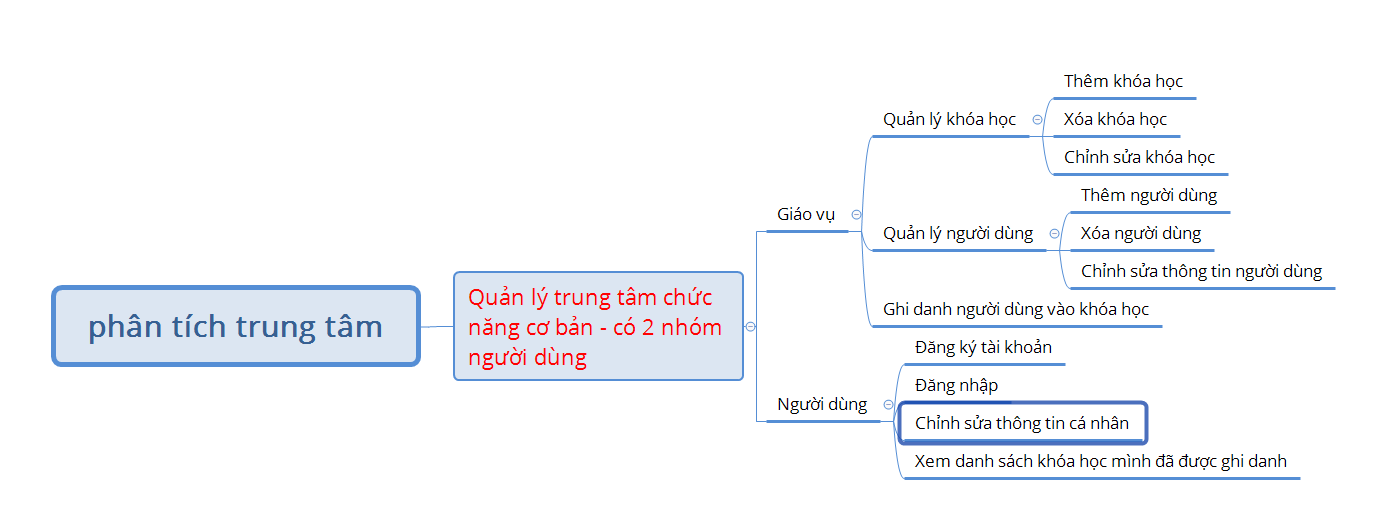 phân tích trung tâm
Quản lý trung tâm chức
năng cơ bản - có 2 nhóm
người dùng
Giáo vụ
Quản lý khóa học
Thêm khóa học
Xóa khóa học
Chỉnh sửa khóa học
Quản lý người dùng
Thêm người dùng
Xóa người dùng
Chỉnh sửa thông tin người dùng
Ghi danh người dùng vào khóa học
Người dùng
Đăng ký tài khoản
Đăng nhập
Chỉnh sửa thông tin cá nhân
Xem danh sách khóa học mình đã được ghi danh